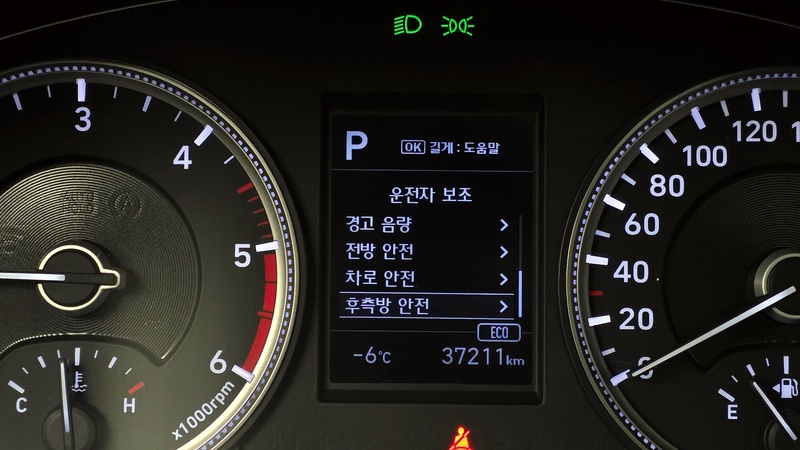 P
OK 길게 : 도움말
운전자 보조
경고 음량 >
전방 안전 >
차로 안전 >
후측방 안전 >
ECO
-6°C 37211km
3
4
5
6
x1000rpm
C H
0
20
40
60
80
100
120
E